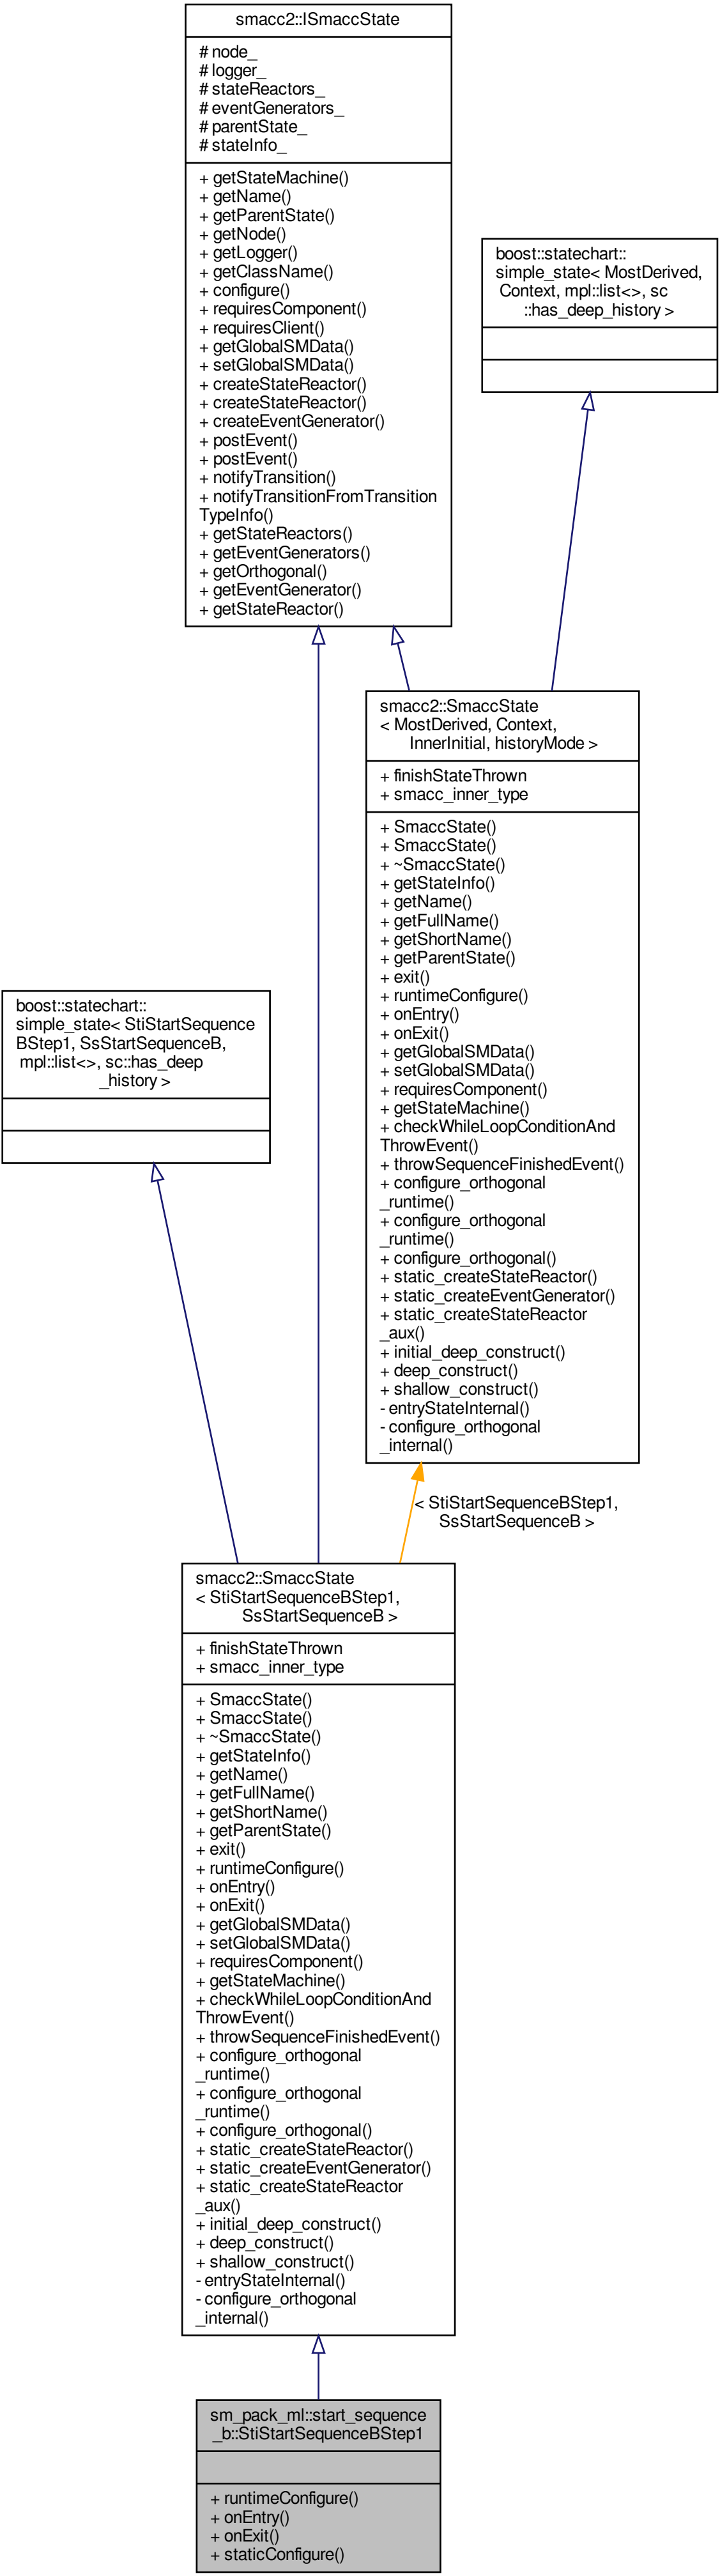 smacc2::ISmaccState
# node_
# logger_
# stateReactors_
# eventGenerators_
# parentState_
# stateInfo_
+ getStateMachine()
+ getName()
+ getParentState()
+ getNode()
+ getLogger()
+ getClassName()
+ configure()
+ requiresComponent()
+ requiresClient()
+ getGlobalSMData()
+ setGlobalSMData()
+ createStateReactor()
+ createStateReactor()
+ createEventGenerator()
+ postEvent()
+ postEvent()
+ notifyTransition()
+ notifyTransitionFromTransition
TypeInfo()
+ getStateReactors()
+ getEventGenerators()
+ getOrthogonal()
+ getEventGenerator()
+ getStateReactor()
boost::statechart::
simple_state< MostDerived,
Context, mpl::list<>, sc
::has_deep_history >
smacc2::SmaccState
< MostDerived, Context,
InnerInitial, historyMode >
+ finishStateThrown
+ smacc_inner_type
+ SmaccState()
+ SmaccState()
+ ~SmaccState()
+ getStateInfo()
+ getName()
+ getFullName()
+ getShortName()
+ getParentState()
+ exit()
+ runtimeConfigure()
+ onEntry()
+ onExit()
+ getGlobalSMData()
+ setGlobalSMData()
+ requiresComponent()
+ getStateMachine()
+ checkWhileLoopConditionAnd
ThrowEvent()
+ throwSequenceFinishedEvent()
+ configure_orthogonal
_runtime()
+ configure_orthogonal
_runtime()
+ configure_orthogonal()
+ static_createStateReactor()
+ static_createEventGenerator()
+ static_createStateReactor
_aux()
+ initial_deep_construct()
+ deep_construct()
+ shallow_construct()
- entryStateInternal()
- configure_orthogonal
_internal()
boost::statechart::
simple_state< StiStartSequence
BStep1, SsStartSequenceB,
mpl::list<>, sc::has_deep
_history >
< StiStartSequenceBStep1,
SsStartSequenceB >
smacc2::SmaccState
< StiStartSequenceBStep1,
SsStartSequenceB >
+ finishStateThrown
+ smacc_inner_type
+ SmaccState()
+ SmaccState()
+ ~SmaccState()
+ getStateInfo()
+ getName()
+ getFullName()
+ getShortName()
+ getParentState()
+ exit()
+ runtimeConfigure()
+ onEntry()
+ onExit()
+ getGlobalSMData()
+ setGlobalSMData()
+ requiresComponent()
+ getStateMachine()
+ checkWhileLoopConditionAnd
ThrowEvent()
+ throwSequenceFinishedEvent()
+ configure_orthogonal
_runtime()
+ configure_orthogonal
_runtime()
+ configure_orthogonal()
+ static_createStateReactor()
+ static_createEventGenerator()
+ static_createStateReactor
_aux()
+ initial_deep_construct()
+ deep_construct()
+ shallow_construct()
- entryStateInternal()
- configure_orthogonal
_internal()
sm_pack_ml::start_sequence
_b::StiStartSequenceBStep1
+ runtimeConfigure()
+ onEntry()
+ onExit()
+ staticConfigure()